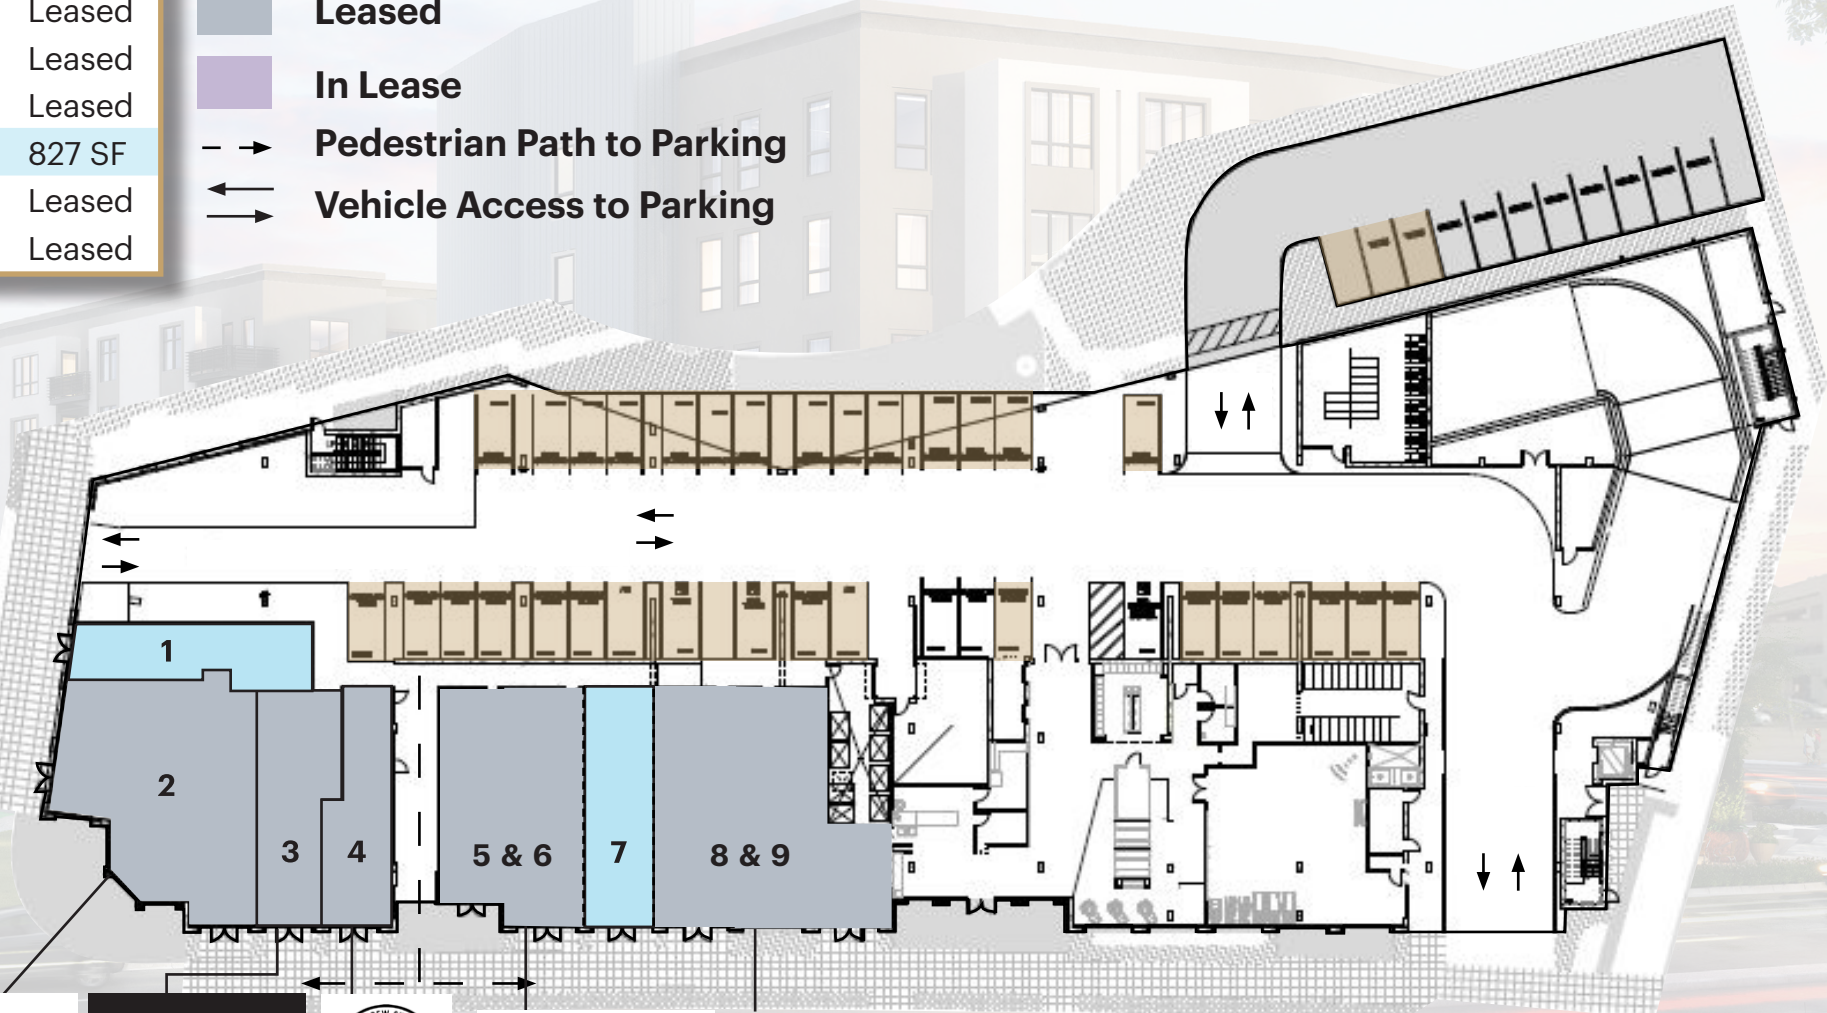 Leased
Leased
Leased
827 SF
Leased
Leased
Leased
In Lease
Pedestrian Path to Parking
Vehicle Access to Parking
1
2
3
4
5 & 6
7
8 & 9